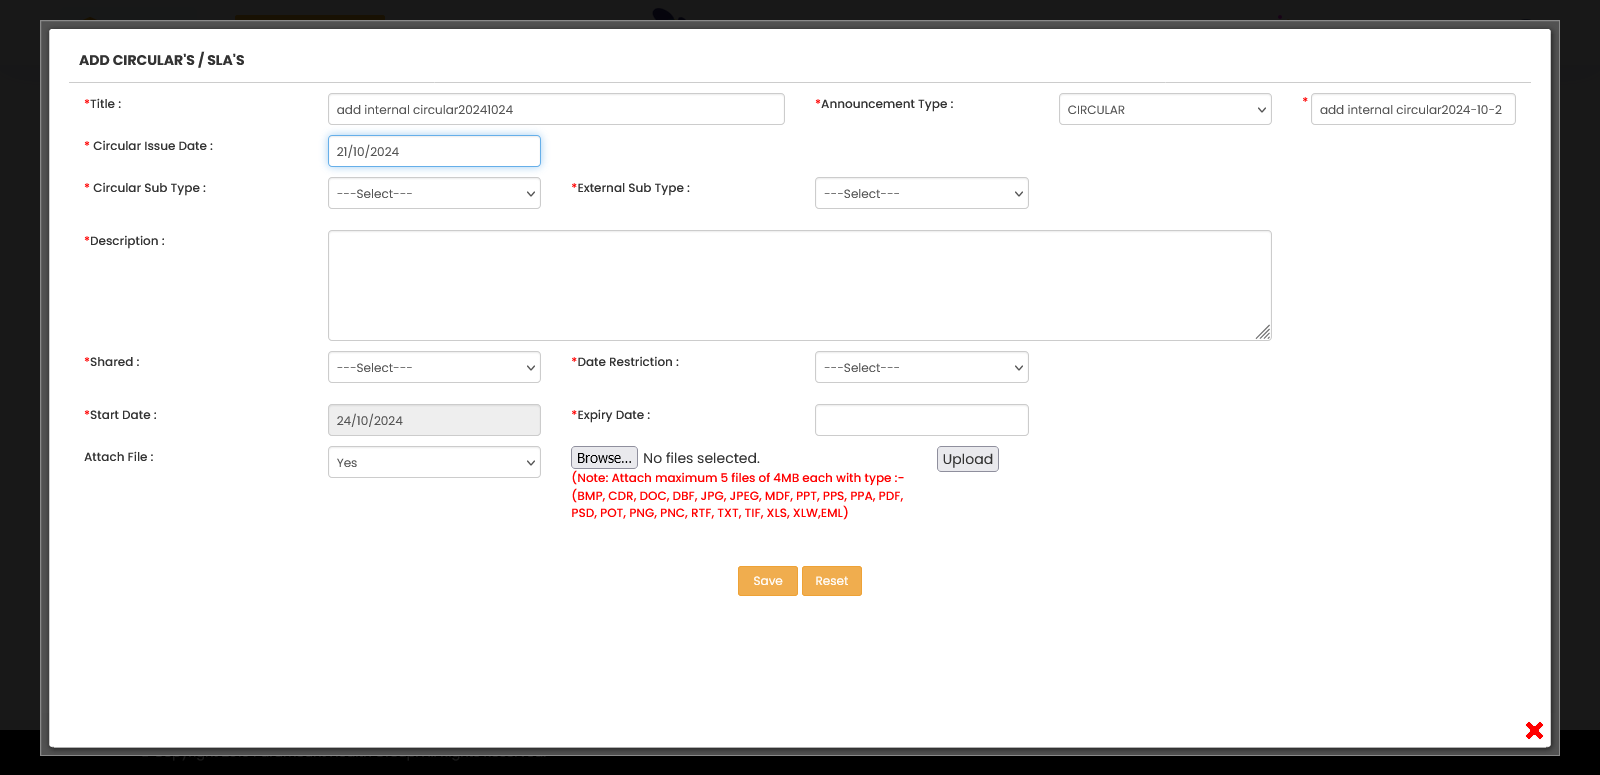 ADD CIRCULAR'S / SLA'S
*Title :
add internal circular20241024
*Announcement Type :
CIRCULAR
*
add internal circular2024-10-2
* Circular Issue Date :
21/10/2024
* Circular Sub Type :
---Select---
*External Sub Type :
---Select---
*Description :
*Shared :
---Select---
*Date Restriction :
---Select---
*Start Date :
24/10/2024
*Expiry Date :
Attach File :
Yes
Browse... No files selected.
Upload
(Note: Attach maximum 5 files of 4MB each with type :-
(BMP, CDR, DOC, DBF, JPG, JPEG, MDF, PPT, PPS, PPA, PDF,
PSD, POT, PNG, PNC, RTF, TXT, TIF, XLS, XLW,EML)
Save
Reset